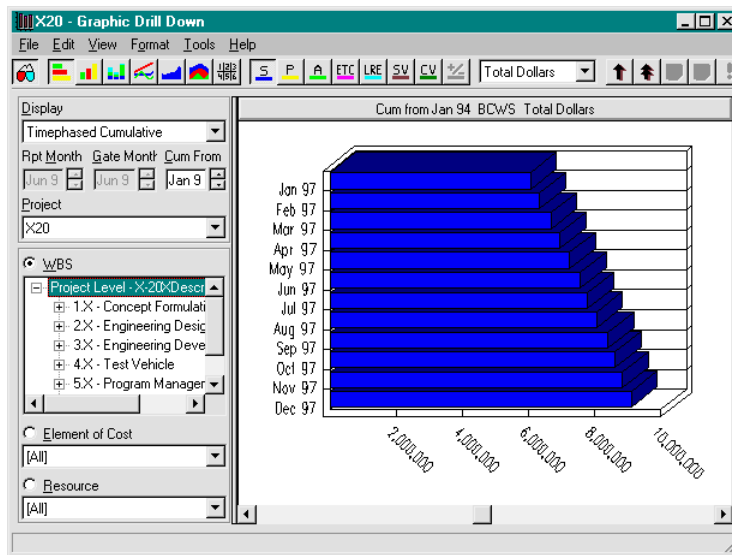 X20 - Graphic Drill Down
File Edit View Format Tools Help
S P A ETC LRE SV CV +/- Total Dollars
Display
Timephased Cumulative
Rpt Month Gate Month Cum From
Jun 9 Jun 9 Jan 9
Project
X20
WBS
Project Level - X-20XDescr
1.X - Concept Formulati
2.X - Engineering Desig
3.X - Engineering Deve
4.X - Test Vehicle
5.X - Program Manager
Element of Cost
[All]
Resource
[All]
Cum from Jan 94 BCWS Total Dollars
Jan 97
Feb 97
Mar 97
Apr 97
May 97
Jun 97
Jul 97
Aug 97
Sep 97
Oct 97
Nov 97
Dec 97
2,000,000 4,000,000 6,000,000 8,000,000 10,000,000